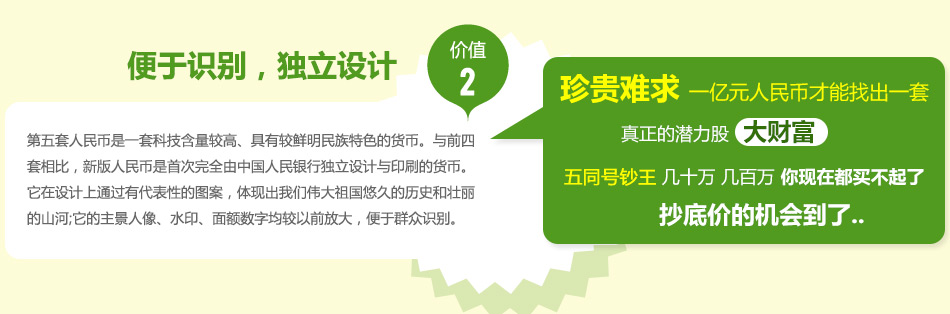 便于识别，独立设计
价值
2
第五套人民币是一套科技含量较高、具有较鲜明民族特色的货币。与前四
套相比，新版人民币是首次完全由中国人民银行独立设计与印刷的货币。
它在设计上通过有代表性的图案，体现出我们伟大祖国悠久的历史和壮丽
的山河;它的主景人像、水印、面额数字均较以前放大，便于群众识别。
珍贵难求 一亿元人民币才能找出一套
真正的潜力股 大财富
五同号钞王 几十万 几百万 你现在都买不起了
抄底价的机会到了..